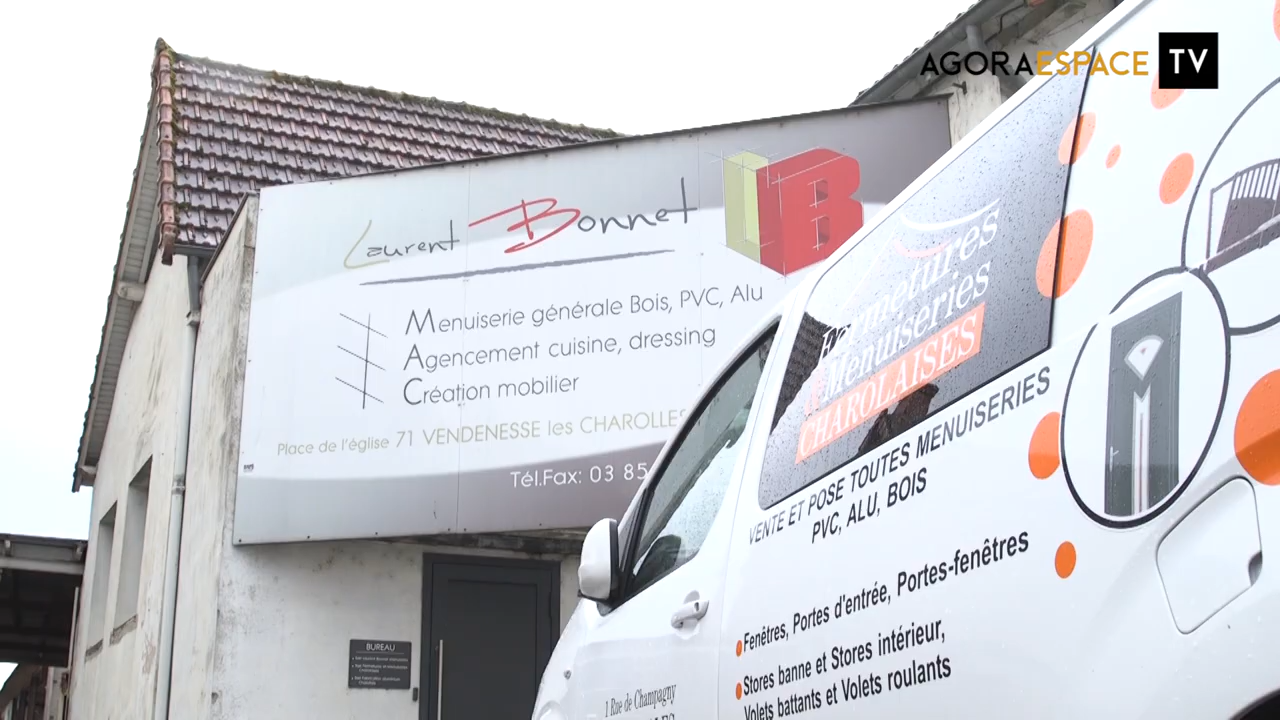 AGORAESPACE TV
Laurent Bonnet
LB
Menuiserie générale Bois, PVC, Alu
Agencement cuisine, dressing
Création mobilier
Place de l'église 71 VENDENESSE les CHAROLLES
Tél.Fax: 03 85
BUREAU
Fermetures
Menuiseries
CHAROLAISES
VENTE ET POSE TOUTES MENUISERIES
PVC, ALU, BOIS
Fenêtres, Portes d'entrée, Portes-fenêtres
Stores banne et Stores intérieur,
Volets battants et Volets roulants
1 Rue de Champagny